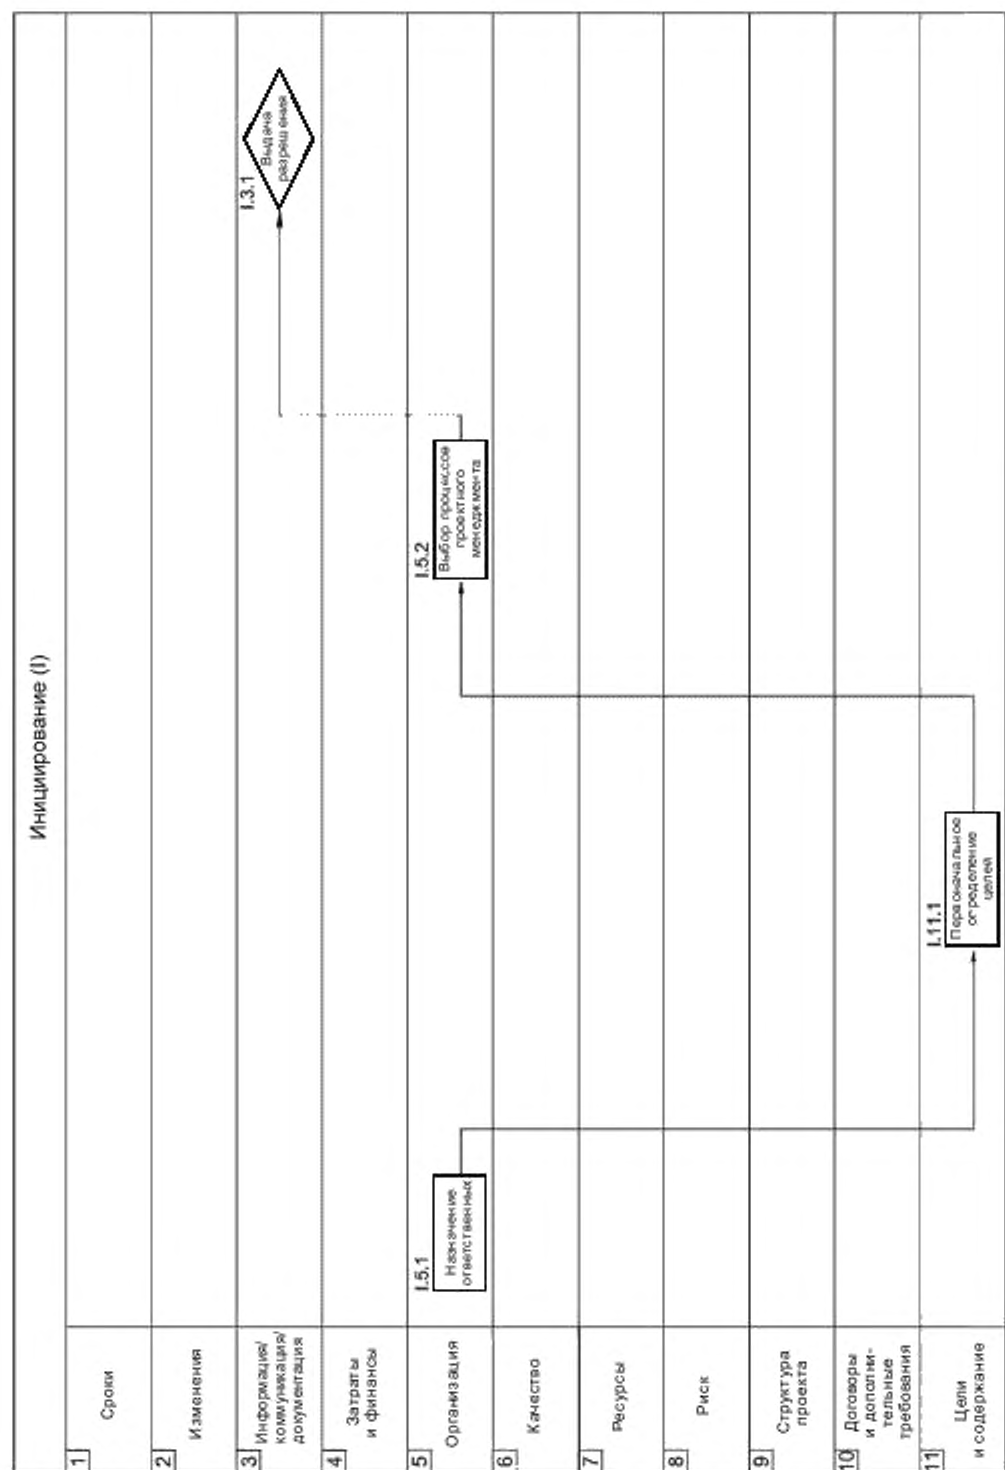 Инициирование (I)
1
Сроки
2
Изменения
3
Информация/
коммуникация/
документация
I.3.1
Выдача
разрешения
4
Затраты
и финансы
5
Организация
I.5.1
Назначение
ответственных
I.5.2
Выбор процессов
проектного
менеджмента
6
Качество
7
Ресурсы
8
Риск
9
Структура
проекта
10
Договоры
и дополни-
тельные
требования
11
Цели
и содержание
I.11.1
Первоначальное
определение
целей